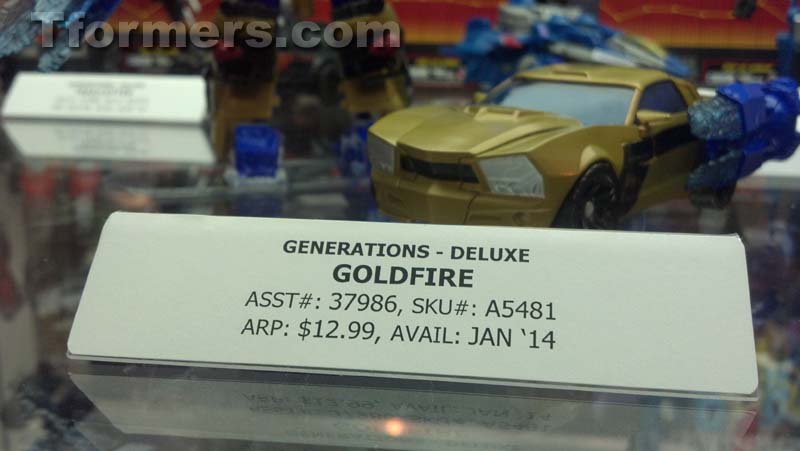 Tformers.com
GENERATIONS - DELUXE
GOLDFIRE
ASST#: 37986, SKU#: A5481
ARP: $12.99, AVAIL: JAN ‘14